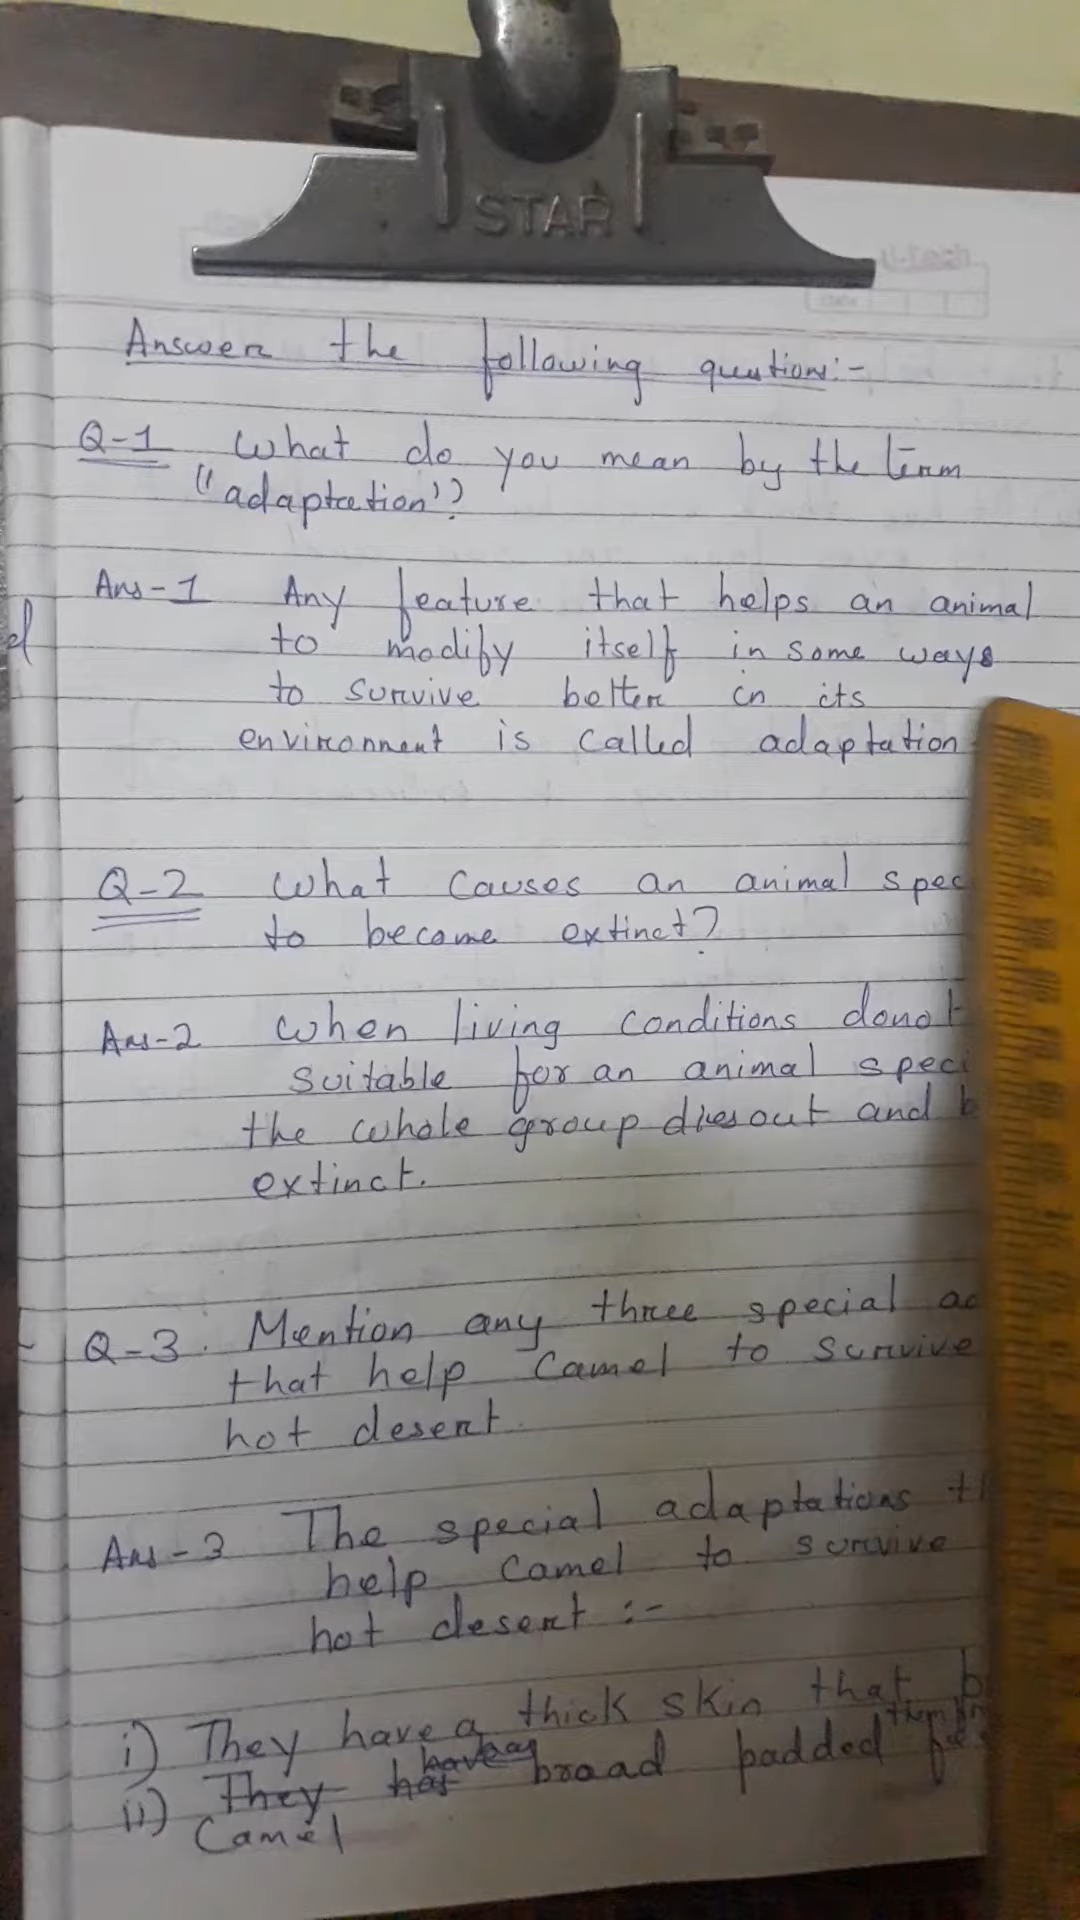 STAR
Answer the following questions:-
Q-1 What do you mean by the term
"adaptation"?
Ans-1 Any feature that helps an animal
to modify itself in some ways
to survive better in its
environment is called adaptation
Q-2 What causes an animal spec
to become extinct?
Ans-2 When living conditions donot
suitable for an animal speci
the whole group dies out and b
extinct.
Q-3. Mention any three special ad
that help Camel to survive
hot desert.
Ans-3 The special adaptations th
help Camel to survive
hot desert :-
i) They have a thick skin that
ii) They has have a broad padded
Camel